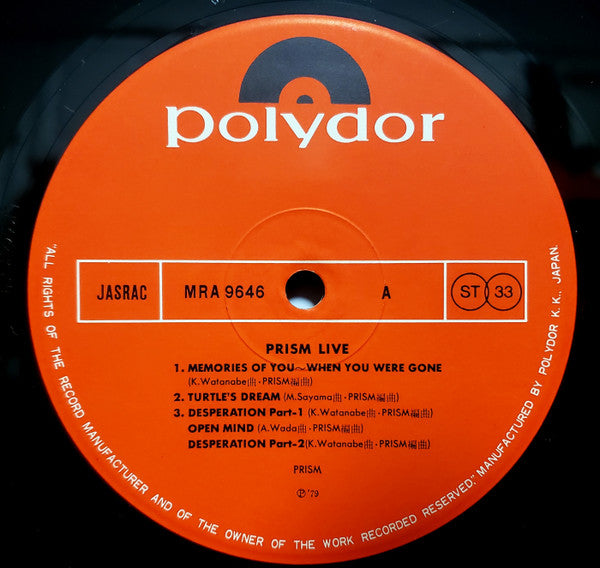 polydor
JASRAC
MRA 9646
A
ST 33
PRISM LIVE
1. MEMORIES OF YOU～WHEN YOU WERE GONE
(K.Watanabe曲・PRISM編曲)
2. TURTLE'S DREAM (M.Sayama曲・PRISM編曲)
3. DESPERATION Part-1 (K.Watanabe曲・PRISM編曲)
OPEN MIND (A.Wada曲・PRISM編曲)
DESPERATION Part-2(K.Watanabe曲・PRISM編曲)
PRISM
℗'79
"ALL RIGHTS OF THE RECORD MANUFACTURER AND OF THE OWNER OF THE WORK RECORDED RESERVED." MANUFACTURED BY POLYDOR K.K., JAPAN.